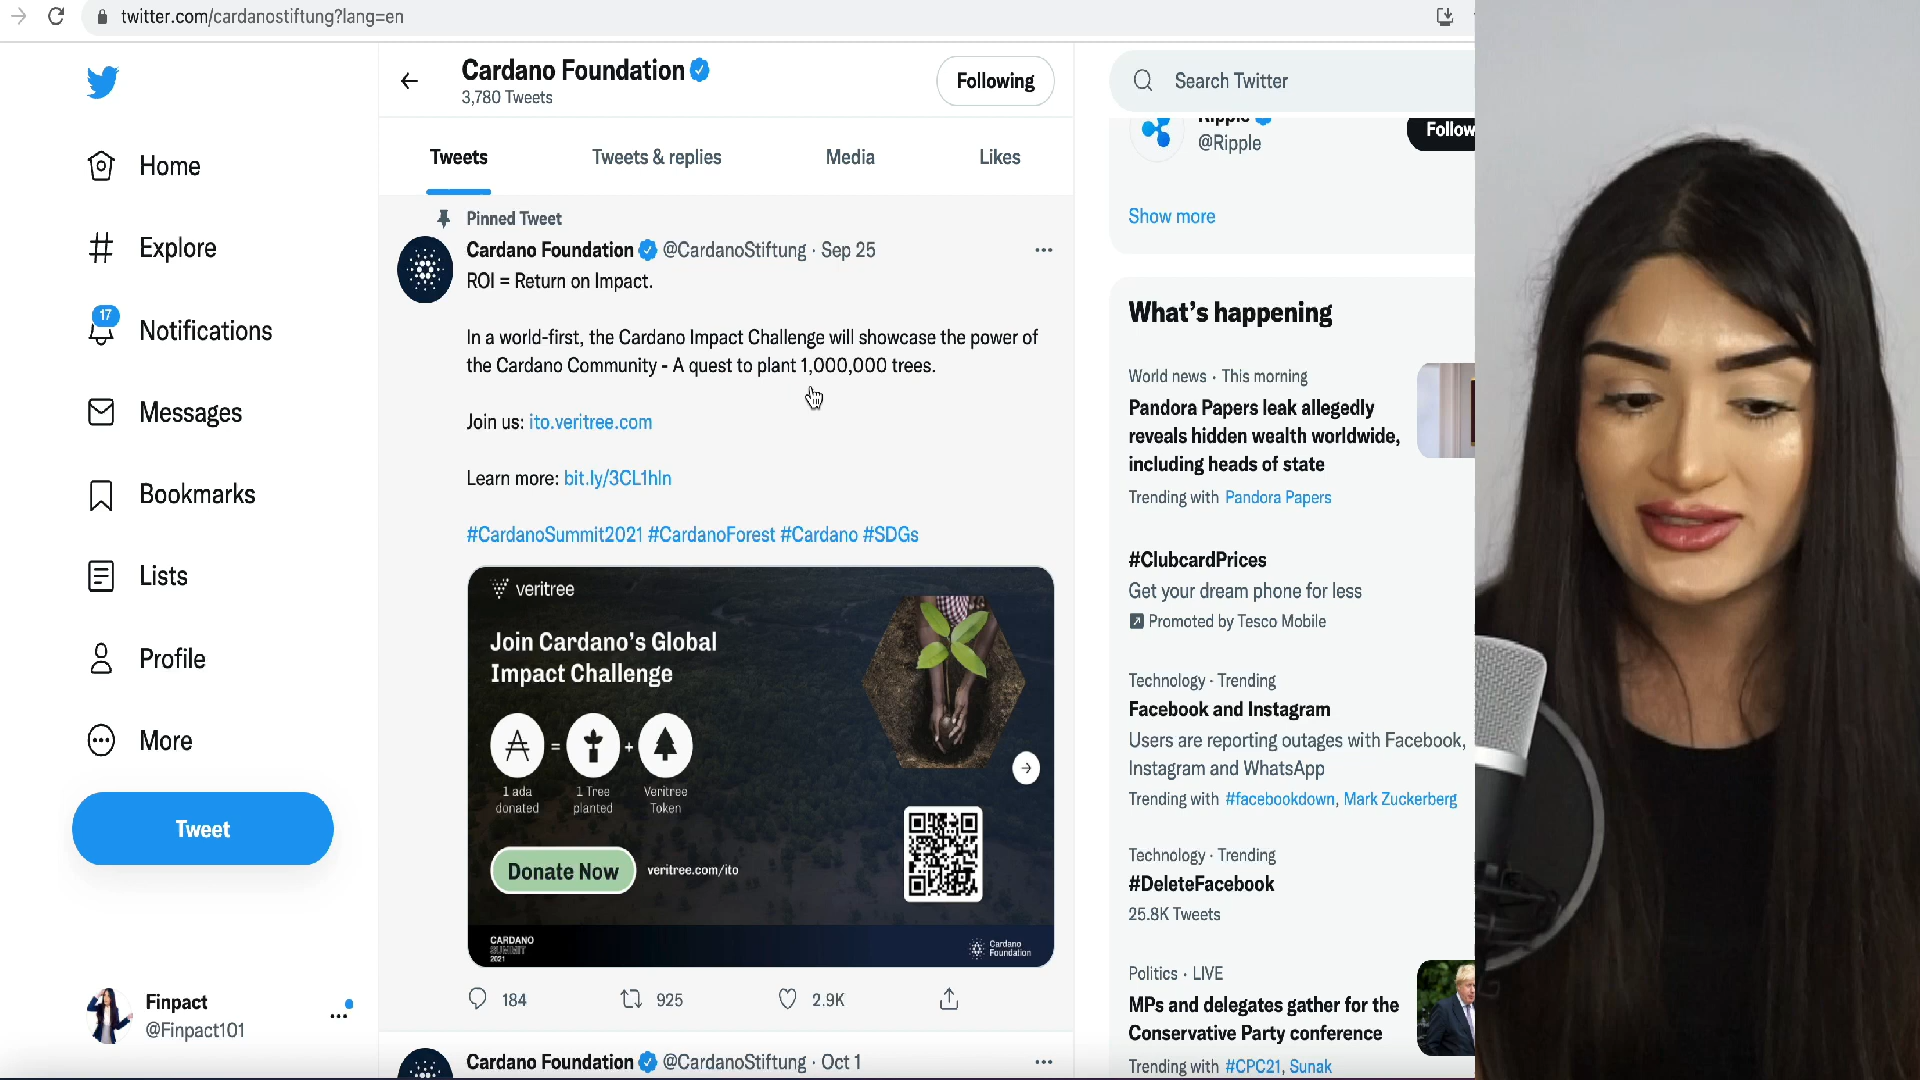 twitter.com/cardanostiftung?lang=en
Home
Explore
17
Notifications
Messages
Bookmarks
Lists
Profile
More
Tweet
Finpact
@Finpact101
Cardano Foundation
3,780 Tweets
Following
Tweets
Tweets & replies
Media
Likes
Pinned Tweet
Cardano Foundation @CardanoStiftung · Sep 25
ROI = Return on Impact.
In a world-first, the Cardano Impact Challenge will showcase the power of
the Cardano Community - A quest to plant 1,000,000 trees.
Join us: ito.veritree.com
Learn more: bit.ly/3CL1hIn
#CardanoSummit2021 #CardanoForest #Cardano #SDGs
veritree
Join Cardano's Global
Impact Challenge
= +
1 ada
donated
1 Tree
planted
Veritree
Token
Donate Now
veritree.com/ito
CARDANO
SUMMIT
2021
Cardano
Foundation
184
925
2.9K
Cardano Foundation @CardanoStiftung · Oct 1
Search Twitter
Ripple
@Ripple
Follow
Show more
What's happening
World news · This morning
Pandora Papers leak allegedly
reveals hidden wealth worldwide,
including heads of state
Trending with Pandora Papers
#ClubcardPrices
Get your dream phone for less
Promoted by Tesco Mobile
Technology · Trending
Facebook and Instagram
Users are reporting outages with Facebook,
Instagram and WhatsApp
Trending with #facebookdown, Mark Zuckerberg
Technology · Trending
#DeleteFacebook
25.8K Tweets
Politics · LIVE
MPs and delegates gather for the
Conservative Party conference
Trending with #CPC21, Sunak